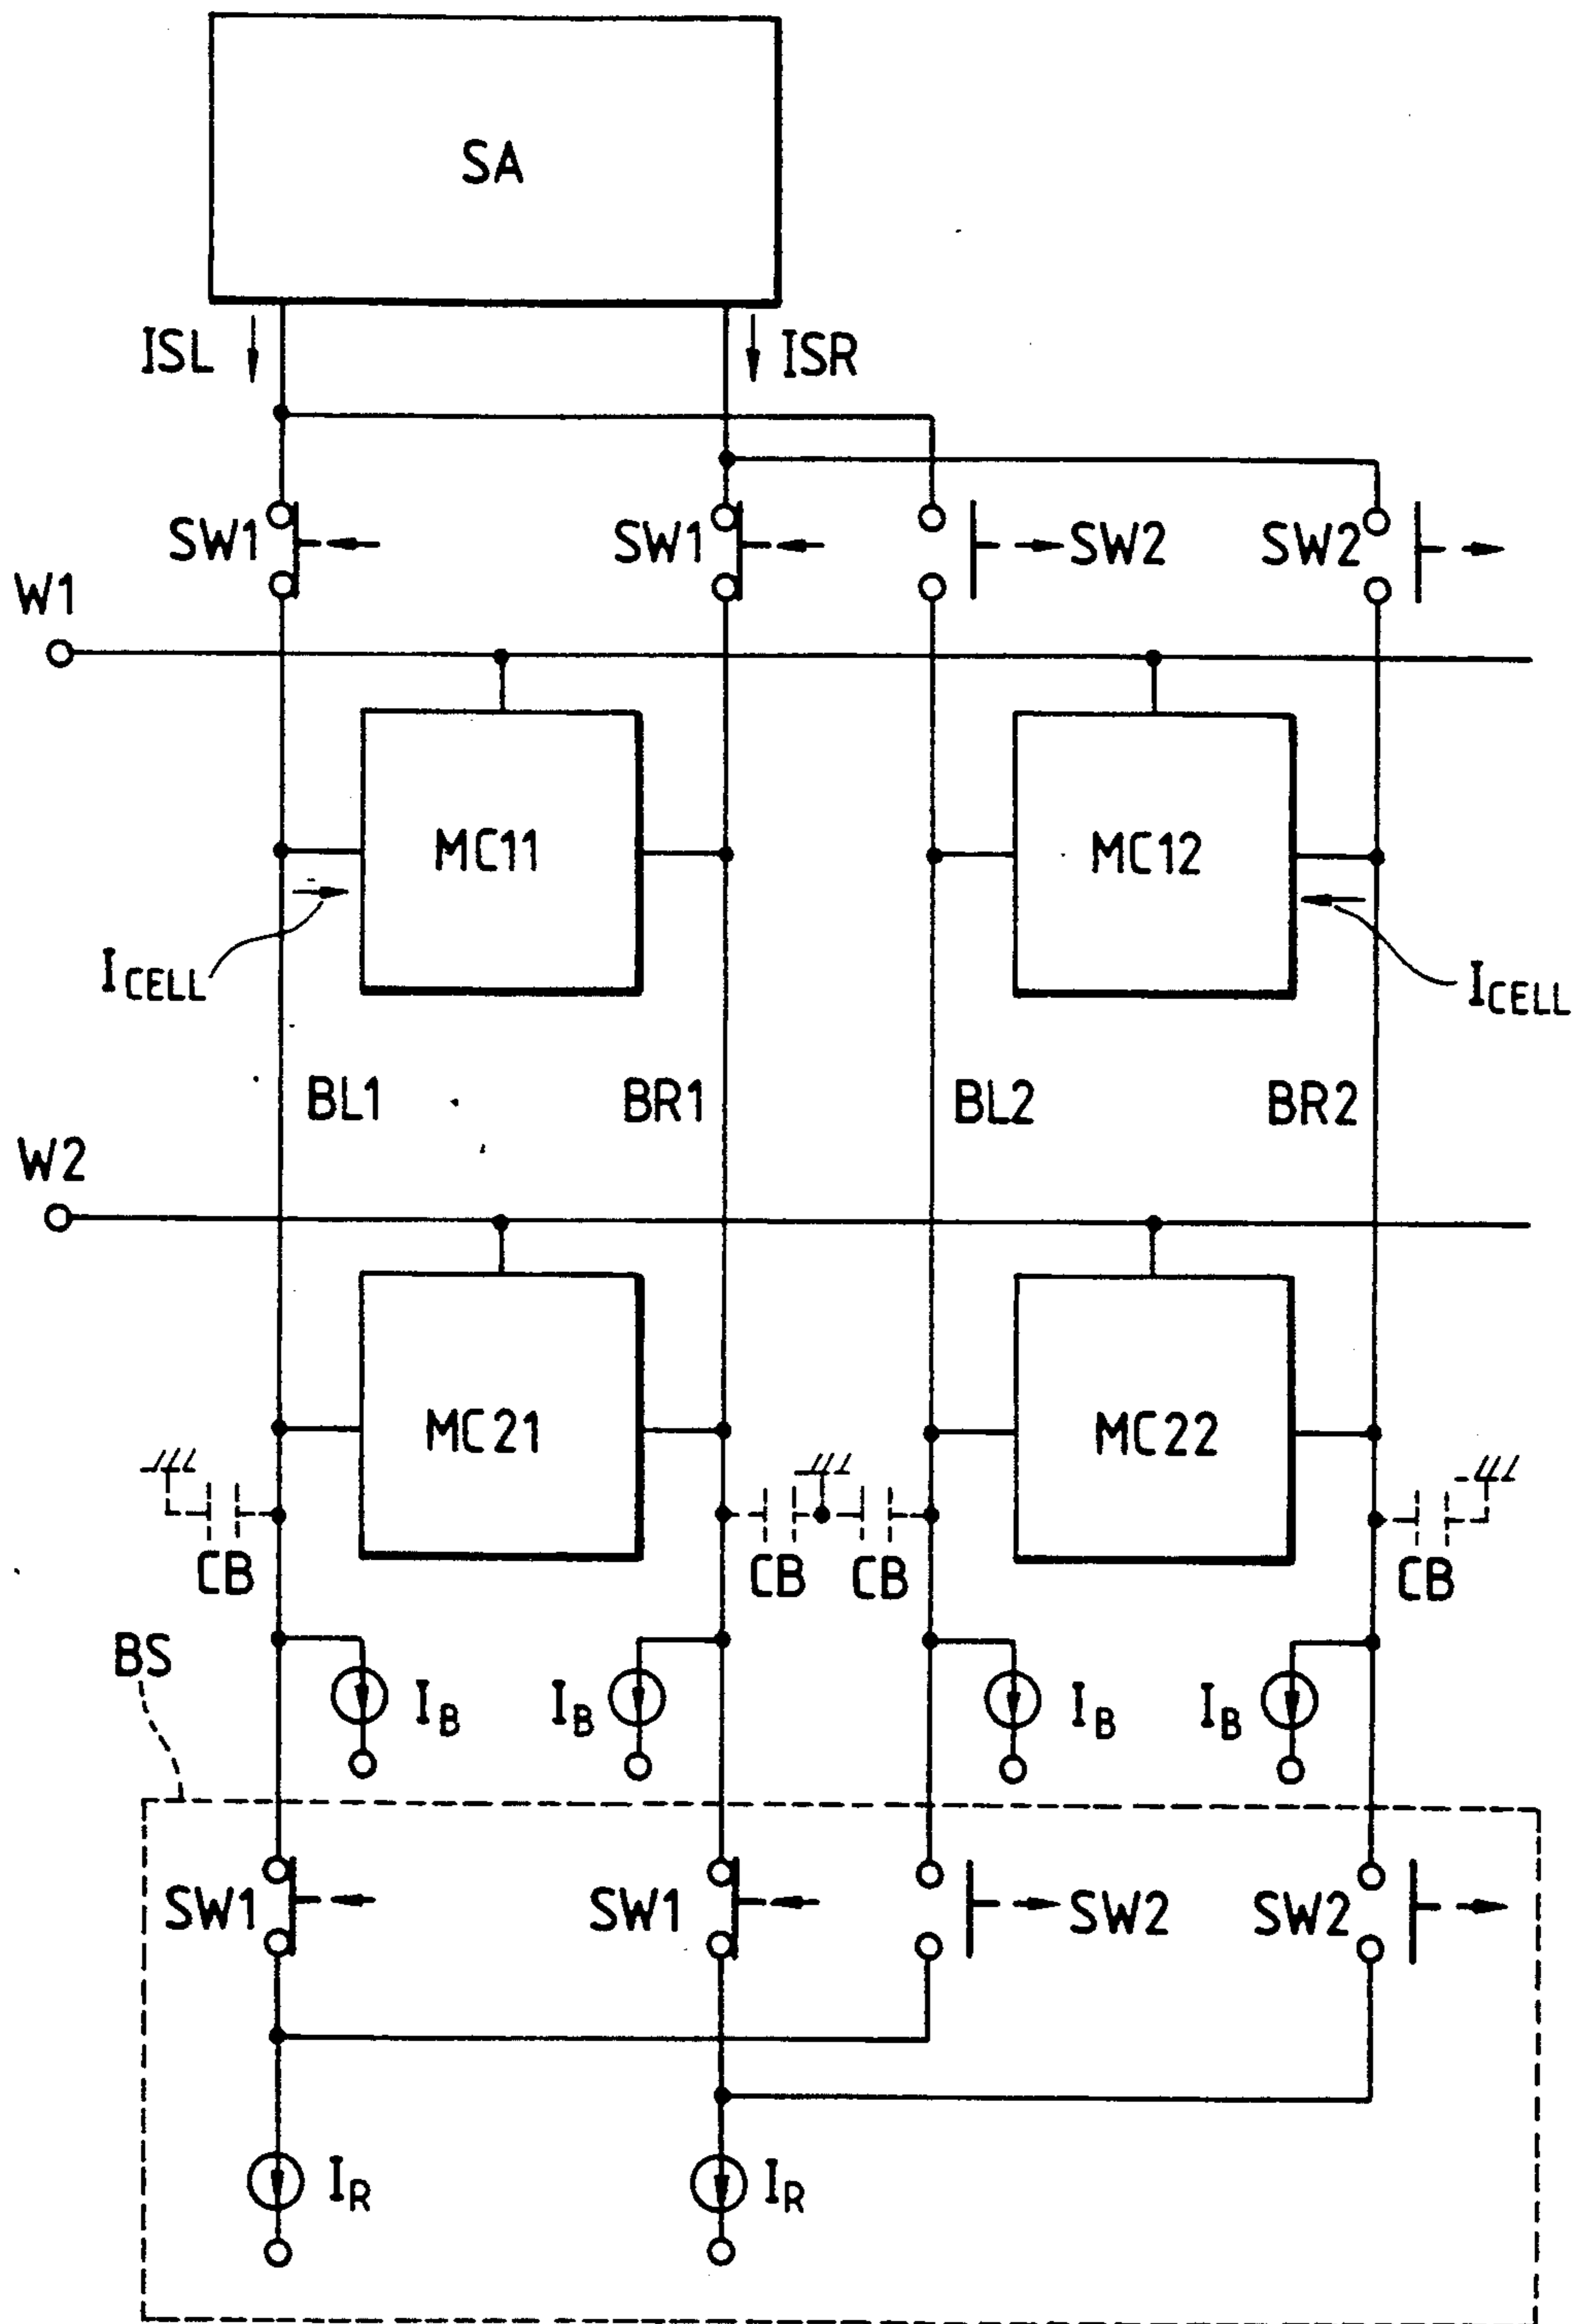 SA
ISL ISR
SW1 SW1 SW2 SW2
W1
MC11 MC12
ICELL ICELL
BL1 BR1 BL2 BR2
W2
MC21 MC22
CB CB CB CB
BS
IB IB IB IB
SW1 SW1 SW2 SW2
IR IR